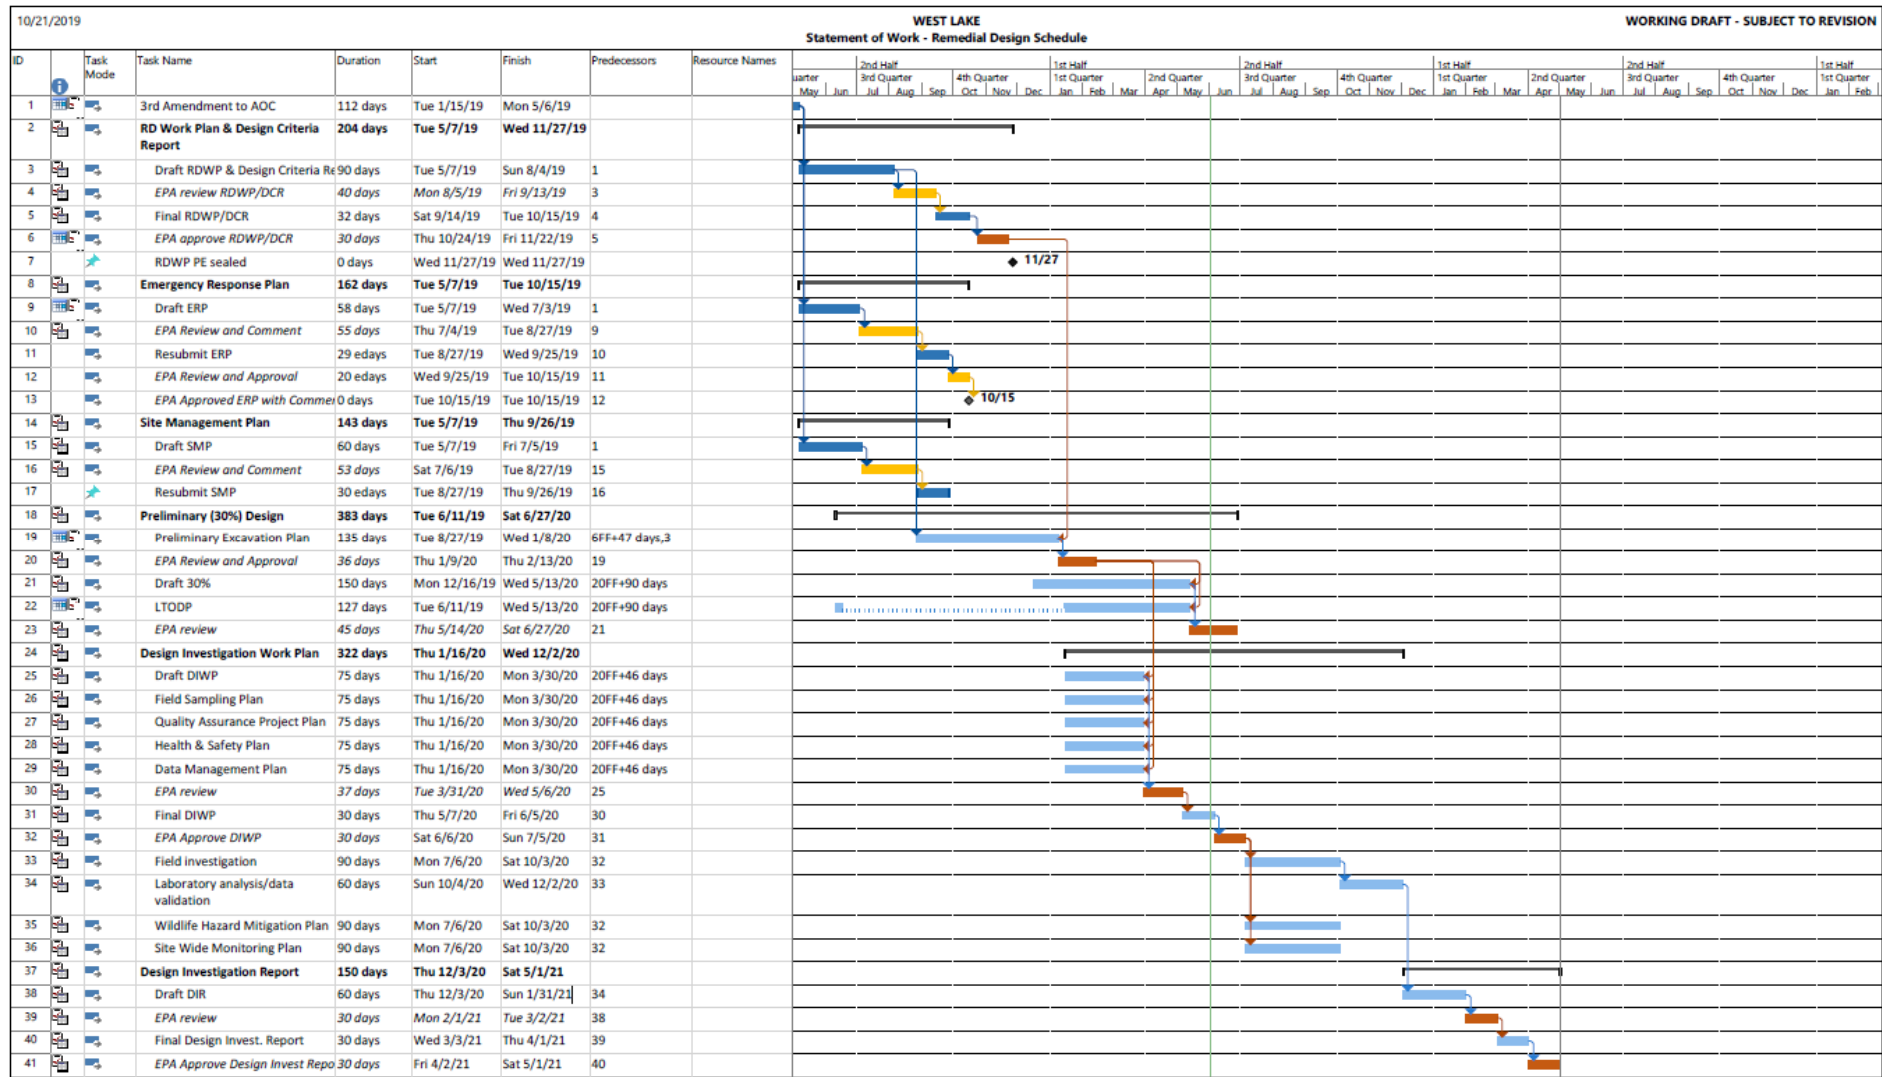 10/21/2019
WEST LAKE
WORKING DRAFT - SUBJECT TO REVISION
Statement of Work - Remedial Design Schedule
ID Task Mode Task Name Duration Start Finish Predecessors Resource Names
2nd Half 1st Half 2nd Half 1st Half 2nd Half 1st Half
uarter 3rd Quarter 4th Quarter 1st Quarter 2nd Quarter 3rd Quarter 4th Quarter 1st Quarter 2nd Quarter 3rd Quarter 4th Quarter 1st Quarter
May Jun Jul Aug Sep Oct Nov Dec Jan Feb Mar Apr May Jun Jul Aug Sep Oct Nov Dec Jan Feb Mar Apr May Jun Jul Aug Sep Oct Nov Dec Jan Feb
1 3rd Amendment to AOC 112 days Tue 1/15/19 Mon 5/6/19
2 RD Work Plan & Design Criteria 204 days Tue 5/7/19 Wed 11/27/19
Report
3 Draft RDWP & Design Criteria Re 90 days Tue 5/7/19 Sun 8/4/19 1
4 EPA review RDWP/DCR 40 days Mon 8/5/19 Fri 9/13/19 3
5 Final RDWP/DCR 32 days Sat 9/14/19 Tue 10/15/19 4
6 EPA approve RDWP/DCR 30 days Thu 10/24/19 Fri 11/22/19 5
7 RDWP PE sealed 0 days Wed 11/27/19 Wed 11/27/19 11/27
8 Emergency Response Plan 162 days Tue 5/7/19 Tue 10/15/19
9 Draft ERP 58 days Tue 5/7/19 Wed 7/3/19 1
10 EPA Review and Comment 55 days Thu 7/4/19 Tue 8/27/19 9
11 Resubmit ERP 29 edays Tue 8/27/19 Wed 9/25/19 10
12 EPA Review and Approval 20 edays Wed 9/25/19 Tue 10/15/19 11
13 EPA Approved ERP with Commen 0 days Tue 10/15/19 Tue 10/15/19 12 10/15
14 Site Management Plan 143 days Tue 5/7/19 Thu 9/26/19
15 Draft SMP 60 days Tue 5/7/19 Fri 7/5/19 1
16 EPA Review and Comment 53 days Sat 7/6/19 Tue 8/27/19 15
17 Resubmit SMP 30 edays Tue 8/27/19 Thu 9/26/19 16
18 Preliminary (30%) Design 383 days Tue 6/11/19 Sat 6/27/20
19 Preliminary Excavation Plan 135 days Tue 8/27/19 Wed 1/8/20 6FF+47 days,3
20 EPA Review and Approval 36 days Thu 1/9/20 Thu 2/13/20 19
21 Draft 30% 150 days Mon 12/16/19 Wed 5/13/20 20FF+90 days
22 LTODP 127 days Tue 6/11/19 Wed 5/13/20 20FF+90 days
23 EPA review 45 days Thu 5/14/20 Sat 6/27/20 21
24 Design Investigation Work Plan 322 days Thu 1/16/20 Wed 12/2/20
25 Draft DIWP 75 days Thu 1/16/20 Mon 3/30/20 20FF+46 days
26 Field Sampling Plan 75 days Thu 1/16/20 Mon 3/30/20 20FF+46 days
27 Quality Assurance Project Plan 75 days Thu 1/16/20 Mon 3/30/20 20FF+46 days
28 Health & Safety Plan 75 days Thu 1/16/20 Mon 3/30/20 20FF+46 days
29 Data Management Plan 75 days Thu 1/16/20 Mon 3/30/20 20FF+46 days
30 EPA review 37 days Tue 3/31/20 Wed 5/6/20 25
31 Final DIWP 30 days Thu 5/7/20 Fri 6/5/20 30
32 EPA Approve DIWP 30 days Sat 6/6/20 Sun 7/5/20 31
33 Field investigation 90 days Mon 7/6/20 Sat 10/3/20 32
34 Laboratory analysis/data 60 days Sun 10/4/20 Wed 12/2/20 33
validation
35 Wildlife Hazard Mitigation Plan 90 days Mon 7/6/20 Sat 10/3/20 32
36 Site Wide Monitoring Plan 90 days Mon 7/6/20 Sat 10/3/20 32
37 Design Investigation Report 150 days Thu 12/3/20 Sat 5/1/21
38 Draft DIR 60 days Thu 12/3/20 Sun 1/31/21 34
39 EPA review 30 days Mon 2/1/21 Tue 3/2/21 38
40 Final Design Invest. Report 30 days Wed 3/3/21 Thu 4/1/21 39
41 EPA Approve Design Invest Repo 30 days Fri 4/2/21 Sat 5/1/21 40